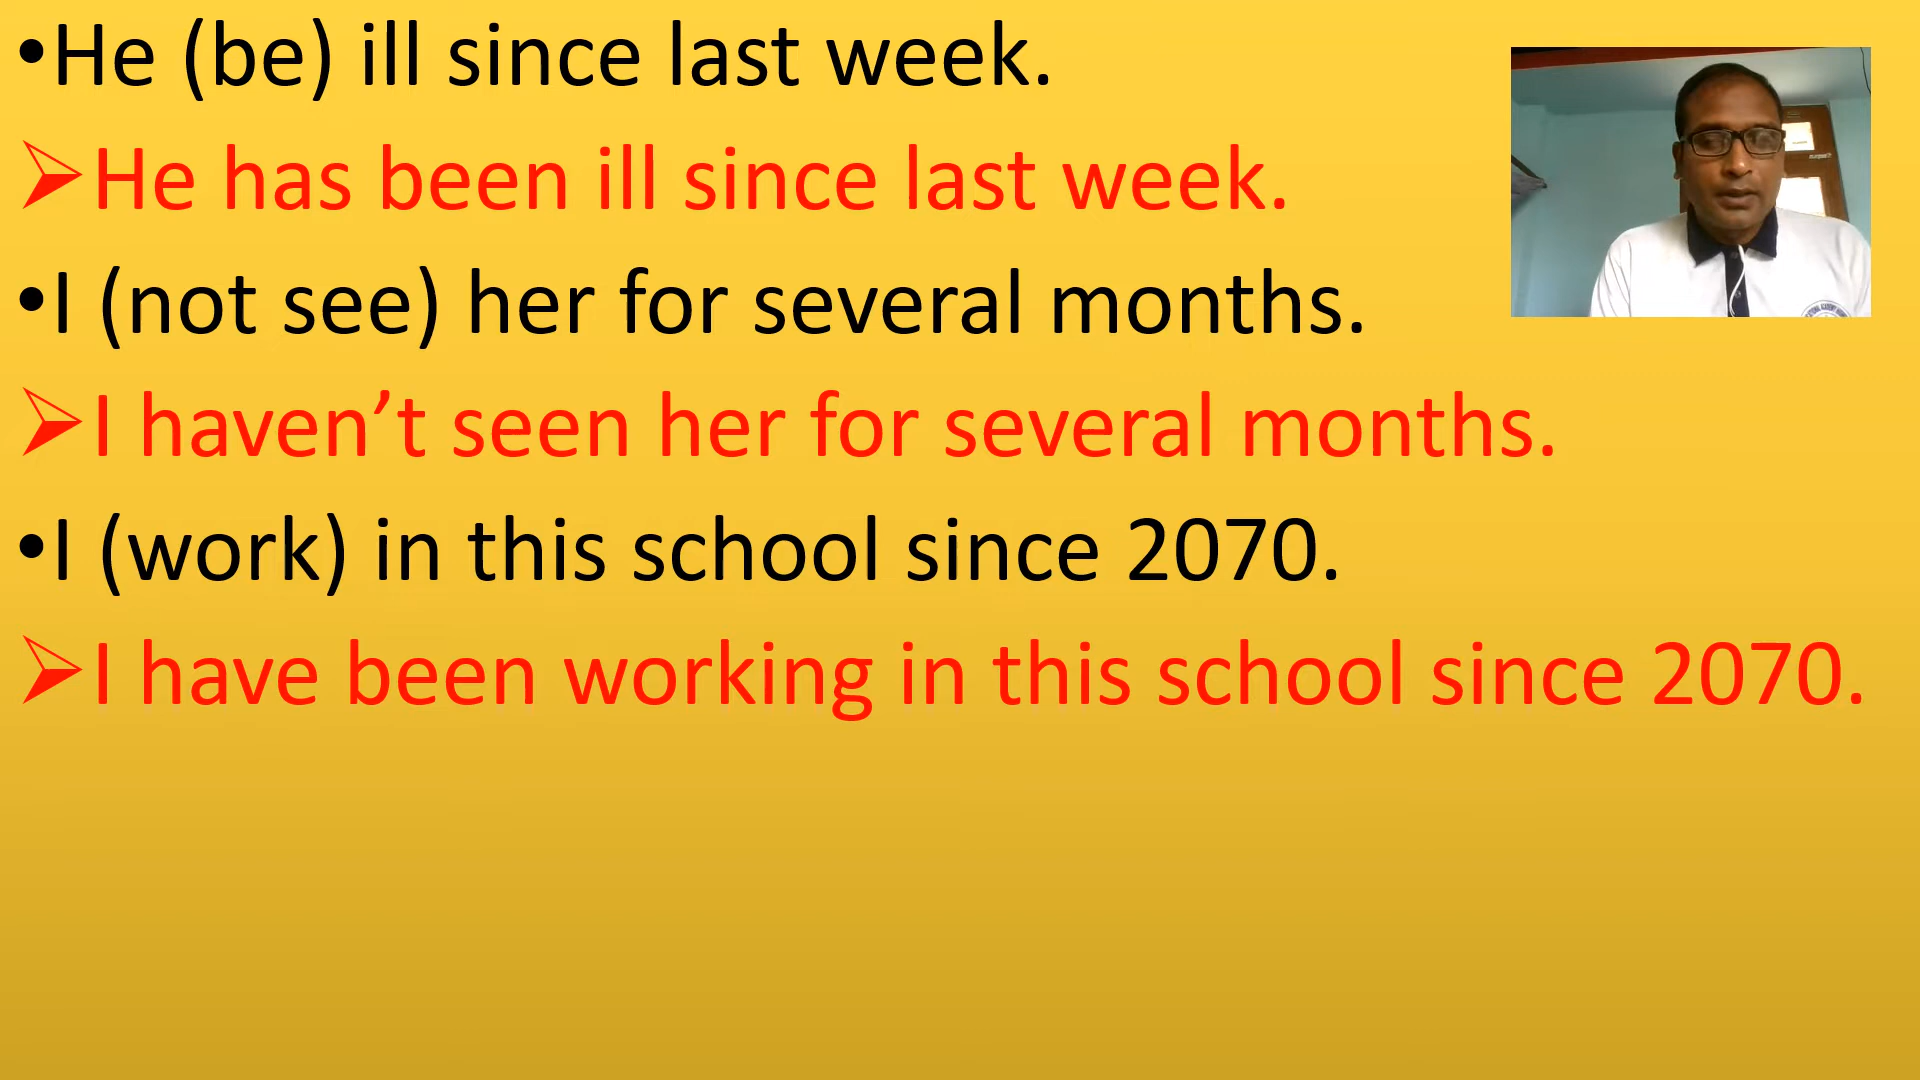 •He (be) ill since last week.
➢He has been ill since last week.
•I (not see) her for several months.
➢I haven’t seen her for several months.
•I (work) in this school since 2070.
➢I have been working in this school since 2070.